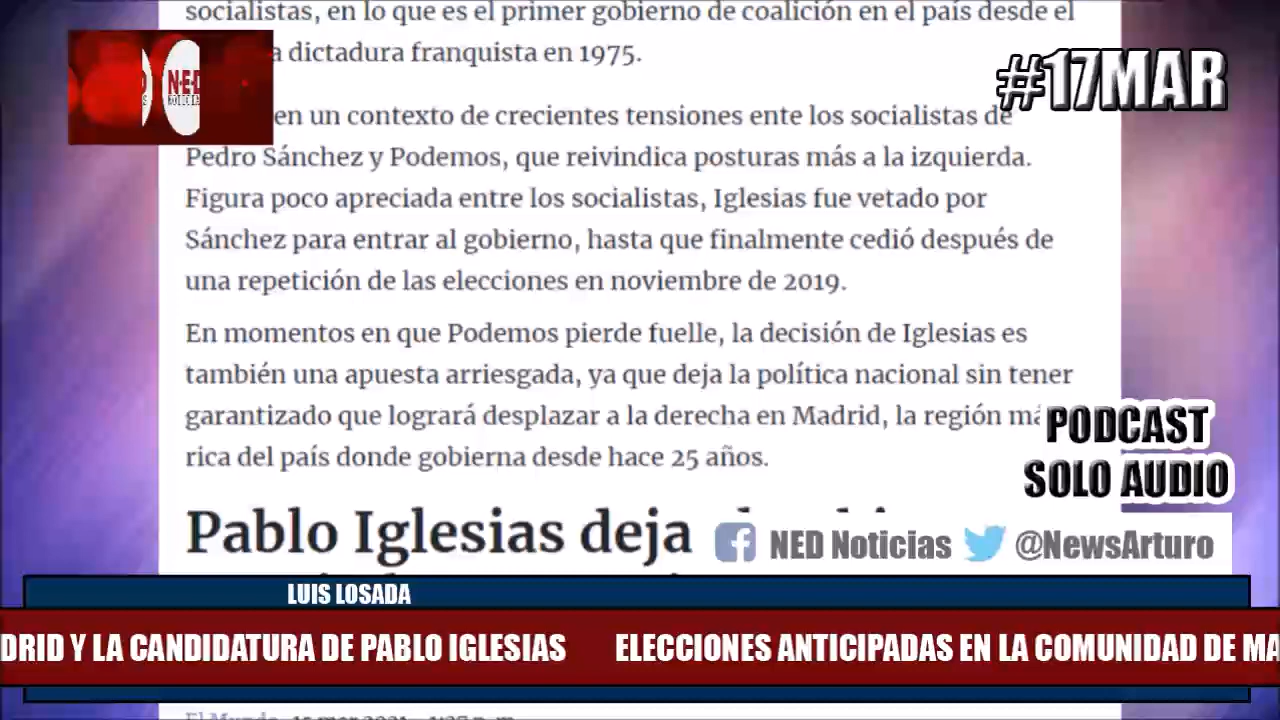 socialistas, en lo que es el primer gobierno de coalición en el país desde el
a dictadura franquista en 1975.
N·E·D
NOTICIA
#17MAR
en un contexto de crecientes tensiones ente los socialistas de
Pedro Sánchez y Podemos, que reivindica posturas más a la izquierda.
Figura poco apreciada entre los socialistas, Iglesias fue vetado por
Sánchez para entrar al gobierno, hasta que finalmente cedió después de
una repetición de las elecciones en noviembre de 2019.
En momentos en que Podemos pierde fuelle, la decisión de Iglesias es
también una apuesta arriesgada, ya que deja la política nacional sin tener
garantizado que logrará desplazar a la derecha en Madrid, la región má
rica del país donde gobierna desde hace 25 años.
PODCAST
SOLO AUDIO
Pablo Iglesias deja
NED Noticias @NewsArturo
LUIS LOSADA
DRID Y LA CANDIDATURA DE PABLO IGLESIAS ELECCIONES ANTICIPADAS EN LA COMUNIDAD DE MA